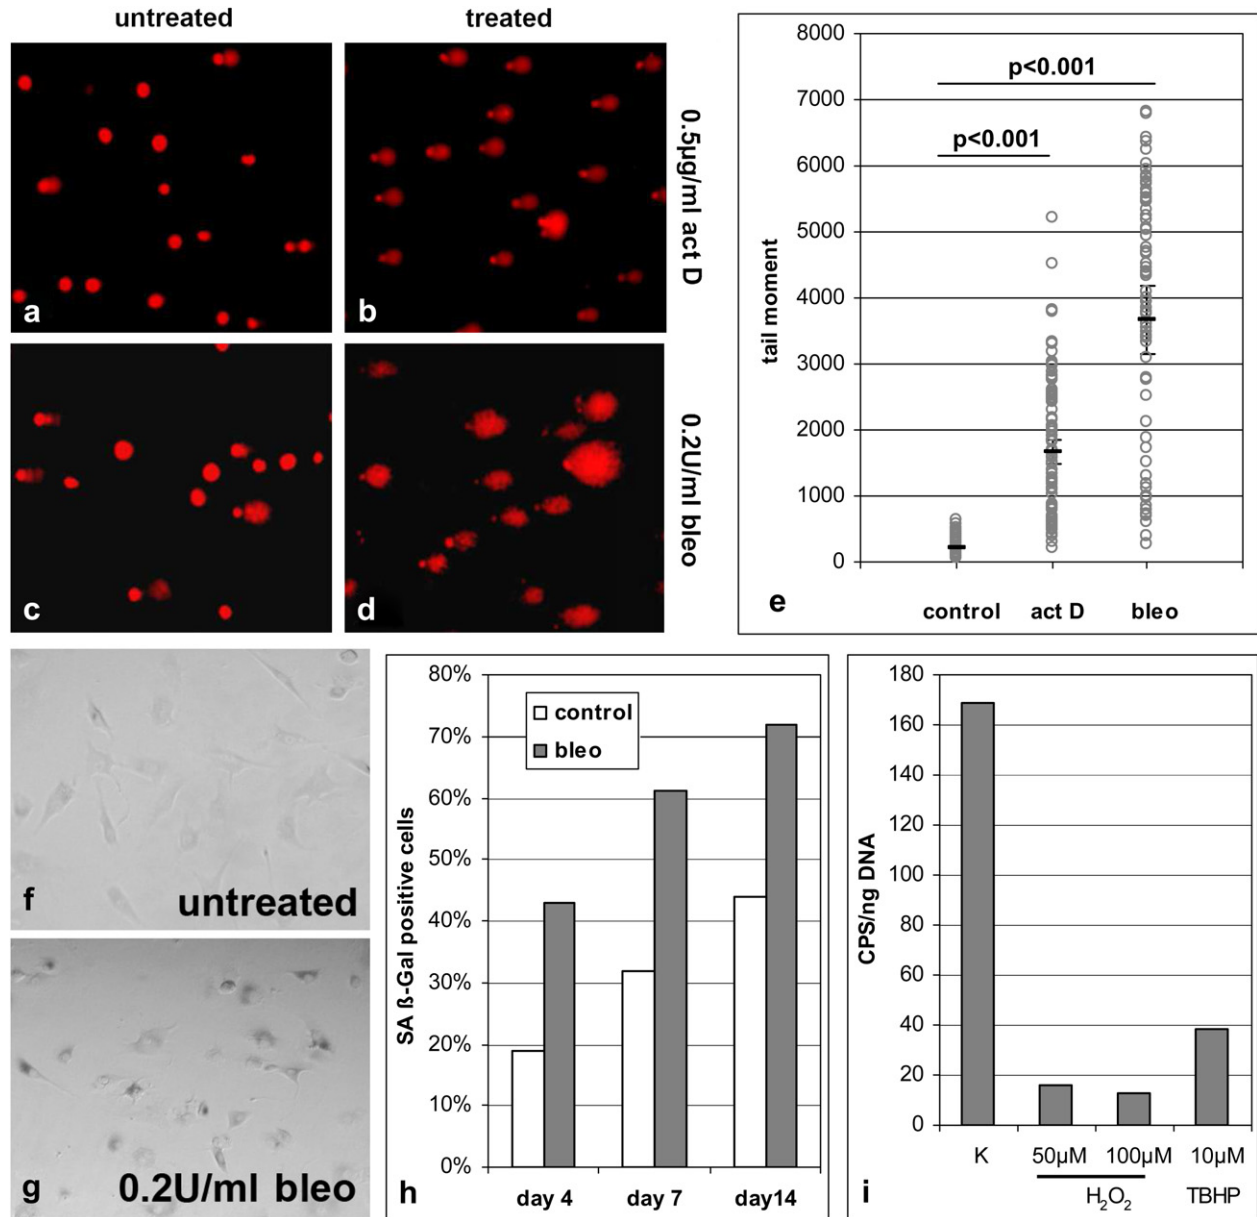 untreated
treated
a
b
0.5µg/ml act D
c
d
0.2U/ml bleo
8000
7000
6000
5000
4000
3000
2000
1000
0
tail moment
p<0.001
p<0.001
control
act D
bleo
e
f
untreated
g
0.2U/ml bleo
80%
70%
60%
50%
40%
30%
20%
10%
0%
SA ß-Gal positive cells
control
bleo
day 4
day 7
day14
h
180
160
140
120
180
80
60
40
20
0
CPS/ng DNA
K
50µM
100µM
10µM
H₂O₂
TBHP
i